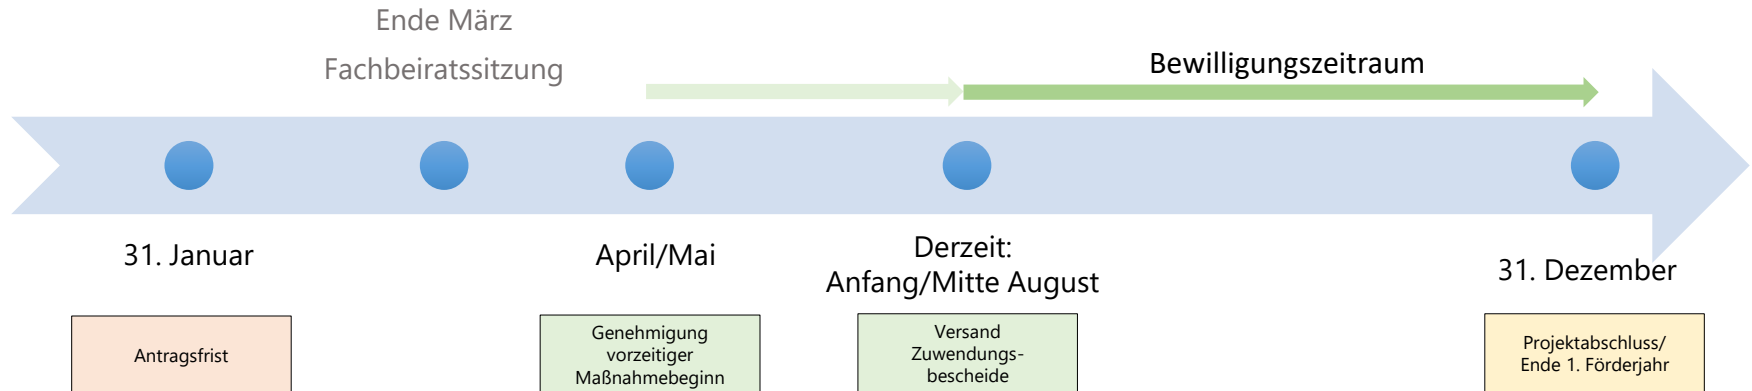 Ende März
Fachbeiratssitzung
Bewilligungszeitraum
31. Januar
April/Mai
Derzeit:
Anfang/Mitte August
31. Dezember
Antragsfrist
Genehmigung
vorzeitiger
Maßnahmebeginn
Versand
Zuwendungs-
bescheide
Projektabschluss/
Ende 1. Förderjahr